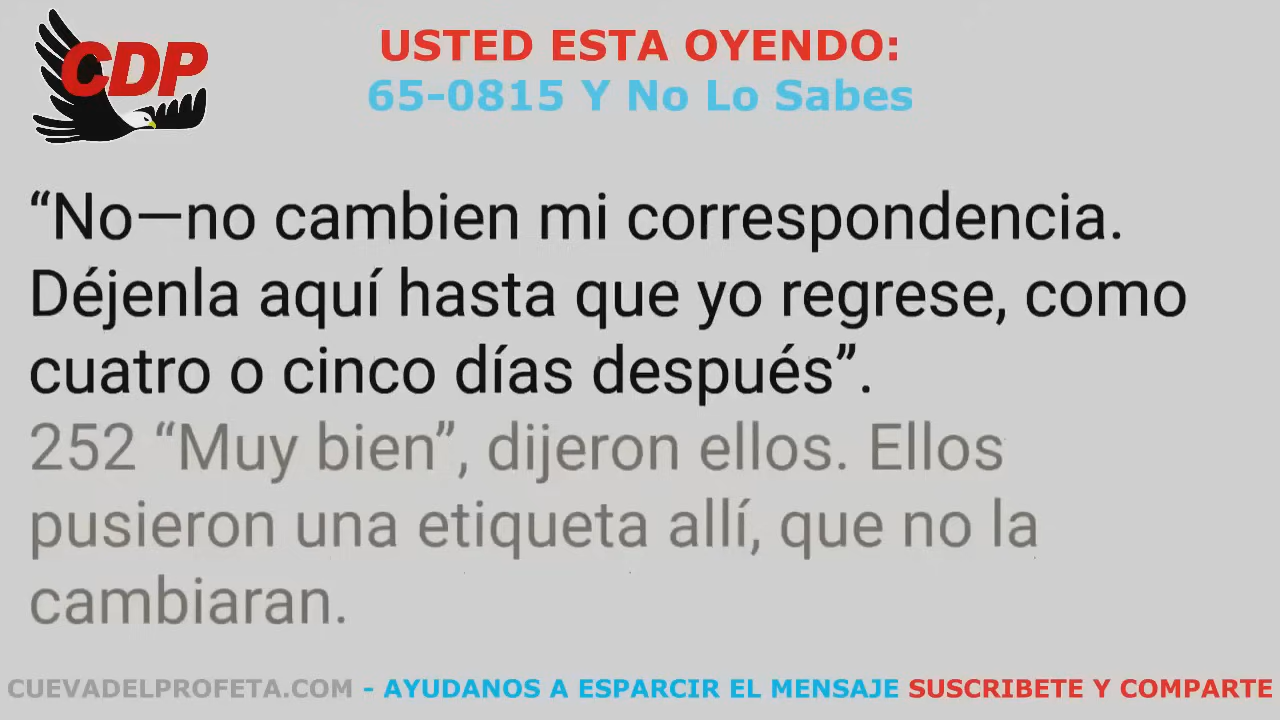 CDP
USTED ESTA OYENDO:
65-0815 Y No Lo Sabes
“No—no cambien mi correspondencia.
Déjenla aquí hasta que yo regrese, como
cuatro o cinco días después”.
252 “Muy bien”, dijeron ellos. Ellos
pusieron una etiqueta allí, que no la
cambiaran.
CUEVADELPROFETA.COM - AYUDANOS A ESPARCIR EL MENSAJE SUSCRIBETE Y COMPARTE